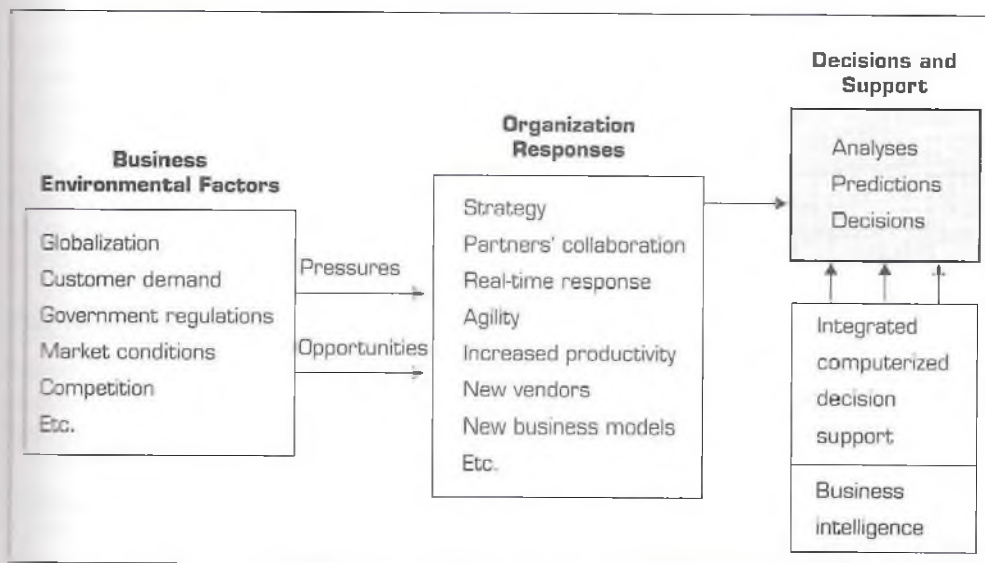 Business
Environmental Factors
Globalization
Customer demand
Government regulations
Market conditions
Competition
Etc.
Pressures
Opportunities
Organization
Responses
Strategy
Partners' collaboration
Real-time response
Agility
Increased productivity
New vendors
New business models
Etc.
Decisions and
Support
Analyses
Predictions
Decisions
Integrated
computerized
decision
support
Business
intelligence